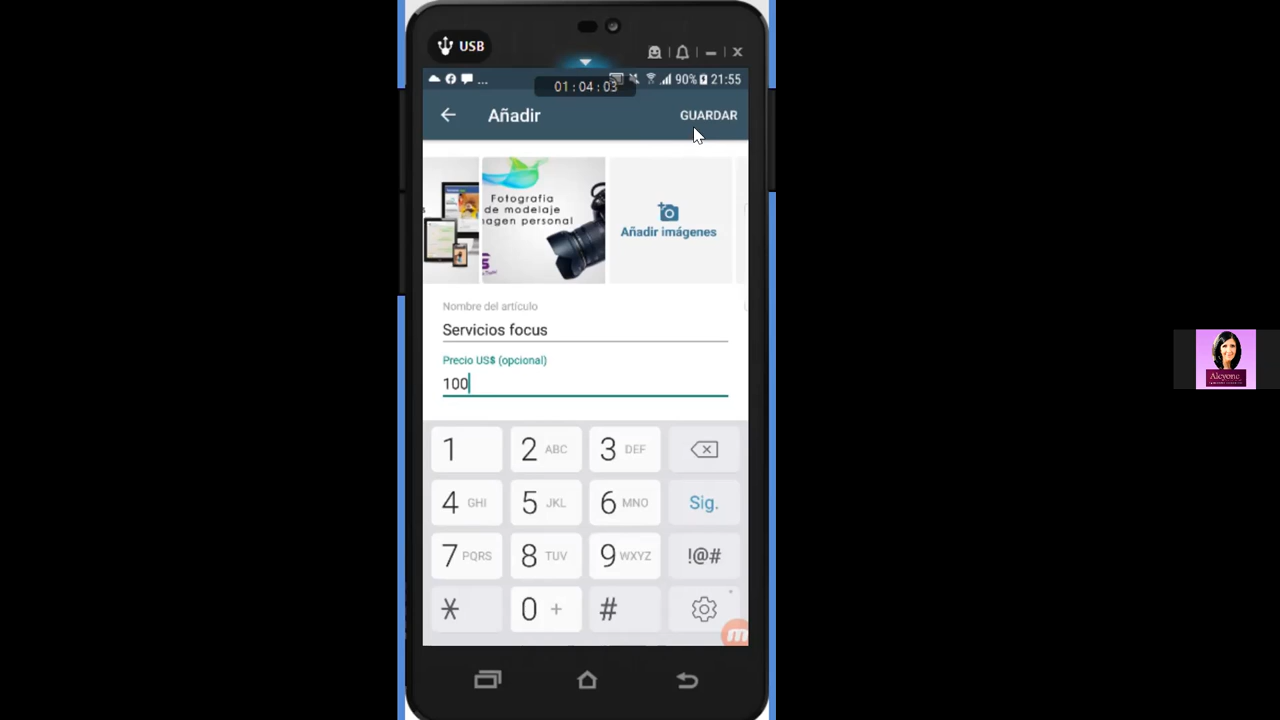 USB
... 90% 21:55
01:04:03
Añadir GUARDAR
Fotografia
de modelaje
imagen personal
Añadir imágenes
Nombre del artículo
Servicios focus
Precio US$ (opcional)
100
1 2 ABC 3 DEF
4 GHI 5 JKL 6 MNO Sig.
7 PQRS 8 TUV 9 WXYZ !@#
* 0 + #
Alcyone